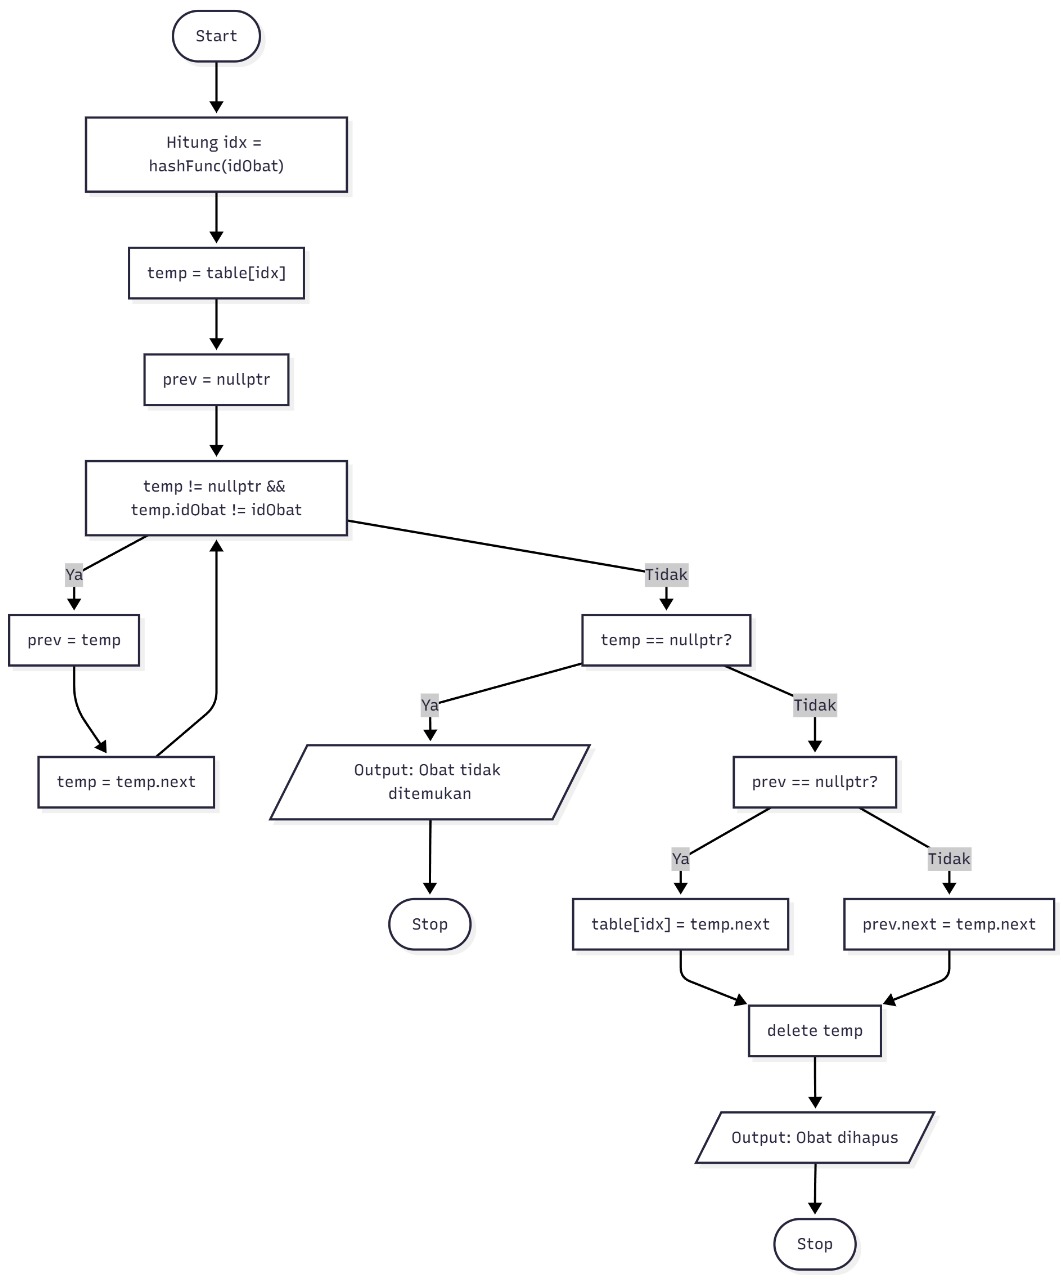 Start
Hitung idx =
hashFunc(idObat)
temp = table[idx]
prev = nullptr
temp != nullptr &&
temp.idObat != idObat
Ya
Tidak
prev = temp
temp == nullptr?
Ya
Tidak
temp = temp.next
Output: Obat tidak
ditemukan
prev == nullptr?
Ya
Tidak
Stop
table[idx] = temp.next
prev.next = temp.next
delete temp
Output: Obat dihapus
Stop